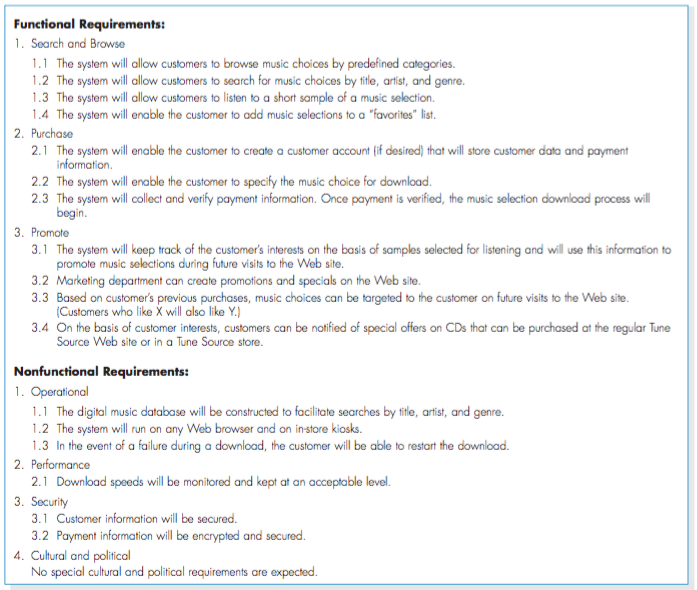 Functional Requirements:
1. Search and Browse
1.1 The system will allow customers to browse music choices by predefined categories.
1.2 The system will allow customers to search for music choices by title, artist, and genre.
1.3 The system will allow customers to listen to a short sample of a music selection.
1.4 The system will enable the customer to add music selections to a "favorites" list.
2. Purchase
2.1 The system will enable the customer to create a customer account (if desired) that will store customer data and payment
information.
2.2 The system will enable the customer to specify the music choice for download.
2.3 The system will collect and verify payment information. Once payment is verified, the music selection download process will
begin.
3. Promote
3.1 The system will keep track of the customer's interests on the basis of samples selected for listening and will use this information to
promote music selections during future visits to the Web site.
3.2 Marketing department can create promotions and specials on the Web site.
3.3 Based on customer's previous purchases, music choices can be targeted to the customer on future visits to the Web site.
(Customers who like X will also like Y.)
3.4 On the basis of customer interests, customers can be notified of special offers on CDs that can be purchased at the regular Tune
Source Web site or in a Tune Source store.
Nonfunctional Requirements:
1. Operational
1.1 The digital music database will be constructed to facilitate searches by title, artist, and genre.
1.2 The system will run on any Web browser and on in-store kiosks.
1.3 In the event of a failure during a download, the customer will be able to restart the download.
2. Performance
2.1 Download speeds will be monitored and kept at an acceptable level.
3. Security
3.1 Customer information will be secured.
3.2 Payment information will be encrypted and secured.
4. Cultural and political
No special cultural and political requirements are expected.